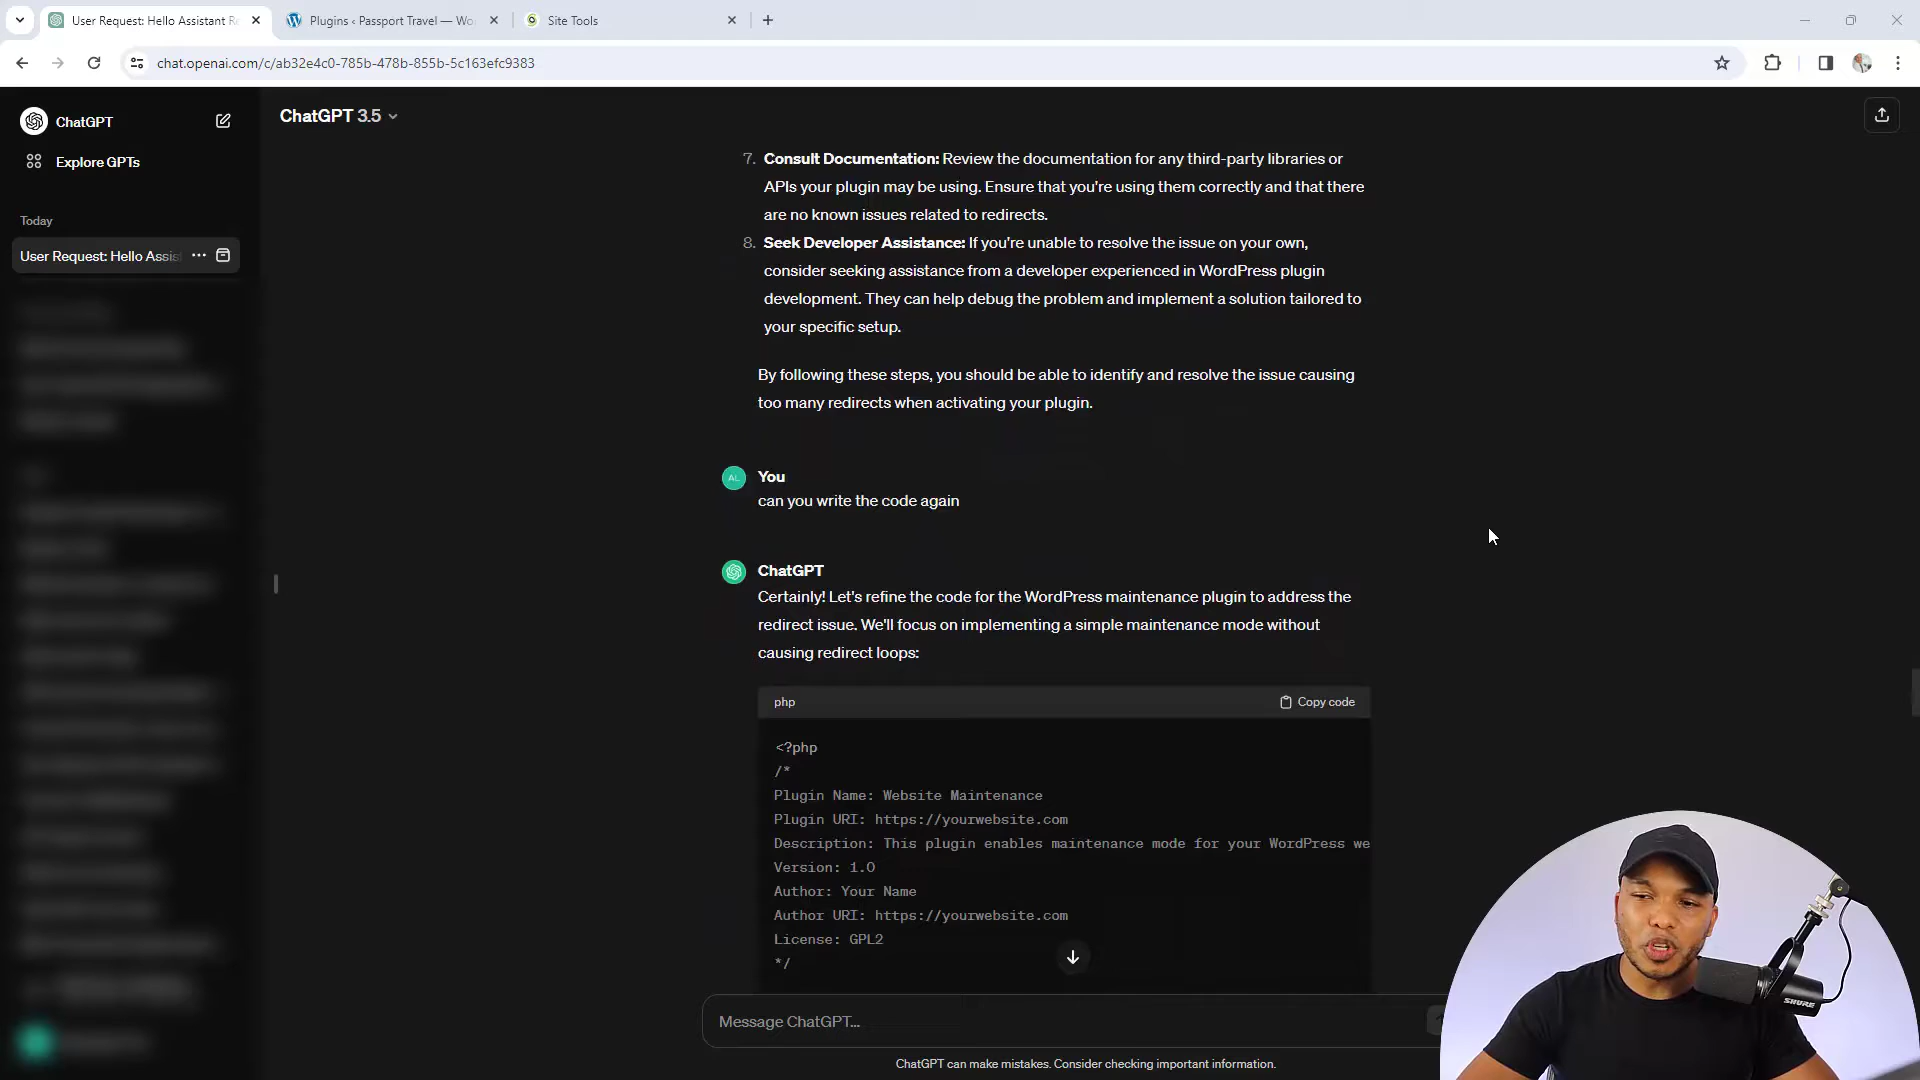 User Request: Hello Assistant R
Plugins ‹ Passport Travel — Wo
Site Tools
chat.openai.com/c/ab32e4c0-785b-478b-855b-5c163efc9383
ChatGPT
Explore GPTs
Today
User Request: Hello Assis
ChatGPT 3.5
7. Consult Documentation: Review the documentation for any third-party libraries or
APIs your plugin may be using. Ensure that you're using them correctly and that there
are no known issues related to redirects.
8. Seek Developer Assistance: If you're unable to resolve the issue on your own,
consider seeking assistance from a developer experienced in WordPress plugin
development. They can help debug the problem and implement a solution tailored to
your specific setup.
By following these steps, you should be able to identify and resolve the issue causing
too many redirects when activating your plugin.
AL
You
can you write the code again
ChatGPT
Certainly! Let's refine the code for the WordPress maintenance plugin to address the
redirect issue. We'll focus on implementing a simple maintenance mode without
causing redirect loops:
php
Copy code
<?php
/*
Plugin Name: Website Maintenance
Plugin URI: https://yourwebsite.com
Description: This plugin enables maintenance mode for your WordPress we
Version: 1.0
Author: Your Name
Author URI: https://yourwebsite.com
License: GPL2
*/
Message ChatGPT...
ChatGPT can make mistakes. Consider checking important information.
SHURE